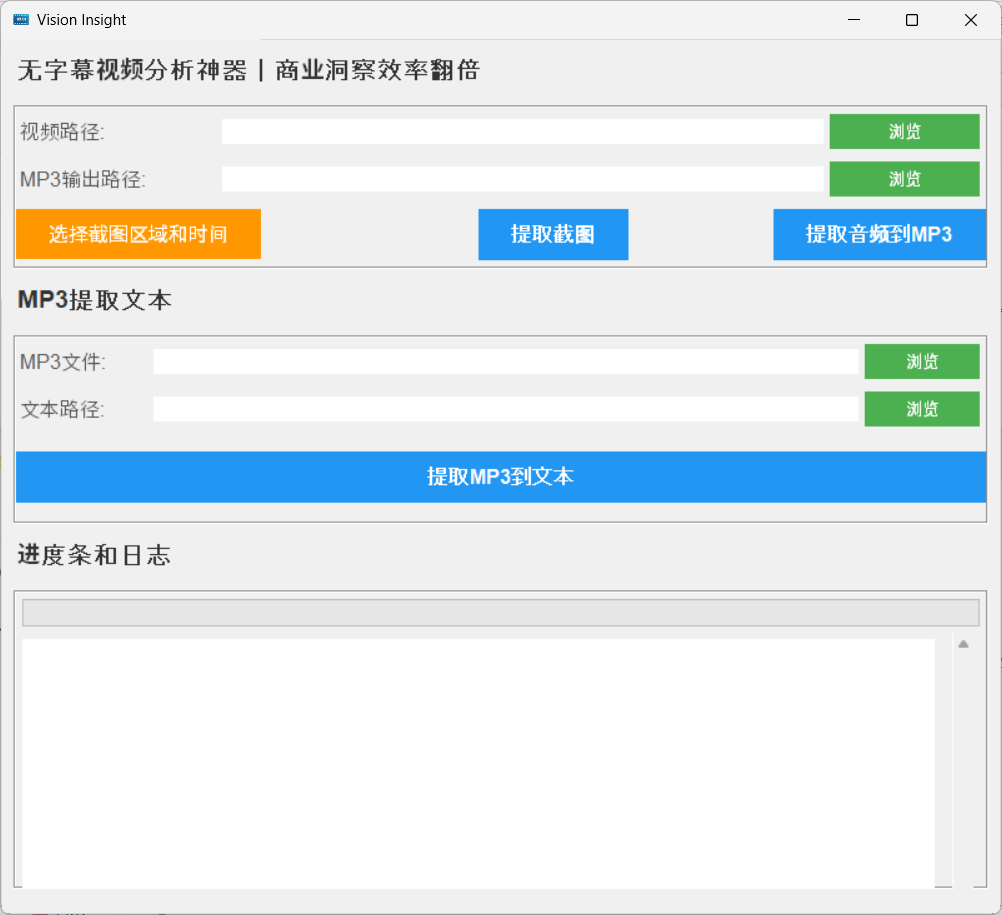 Vision Insight
无字幕视频分析神器 | 商业洞察效率翻倍
视频路径: 浏览
MP3输出路径: 浏览
选择截图区域和时间 提取截图 提取音频到MP3
MP3提取文本
MP3文件: 浏览
文本路径: 浏览
提取MP3到文本
进度条和日志